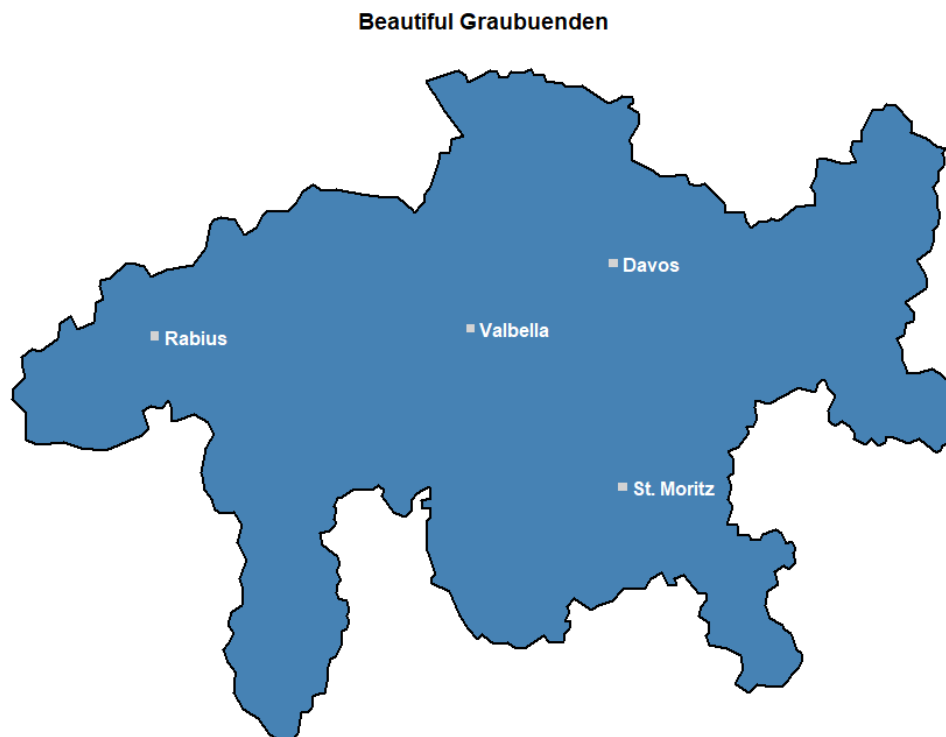 Beautiful Graubuenden
Davos
Valbella
Rabius
St. Moritz